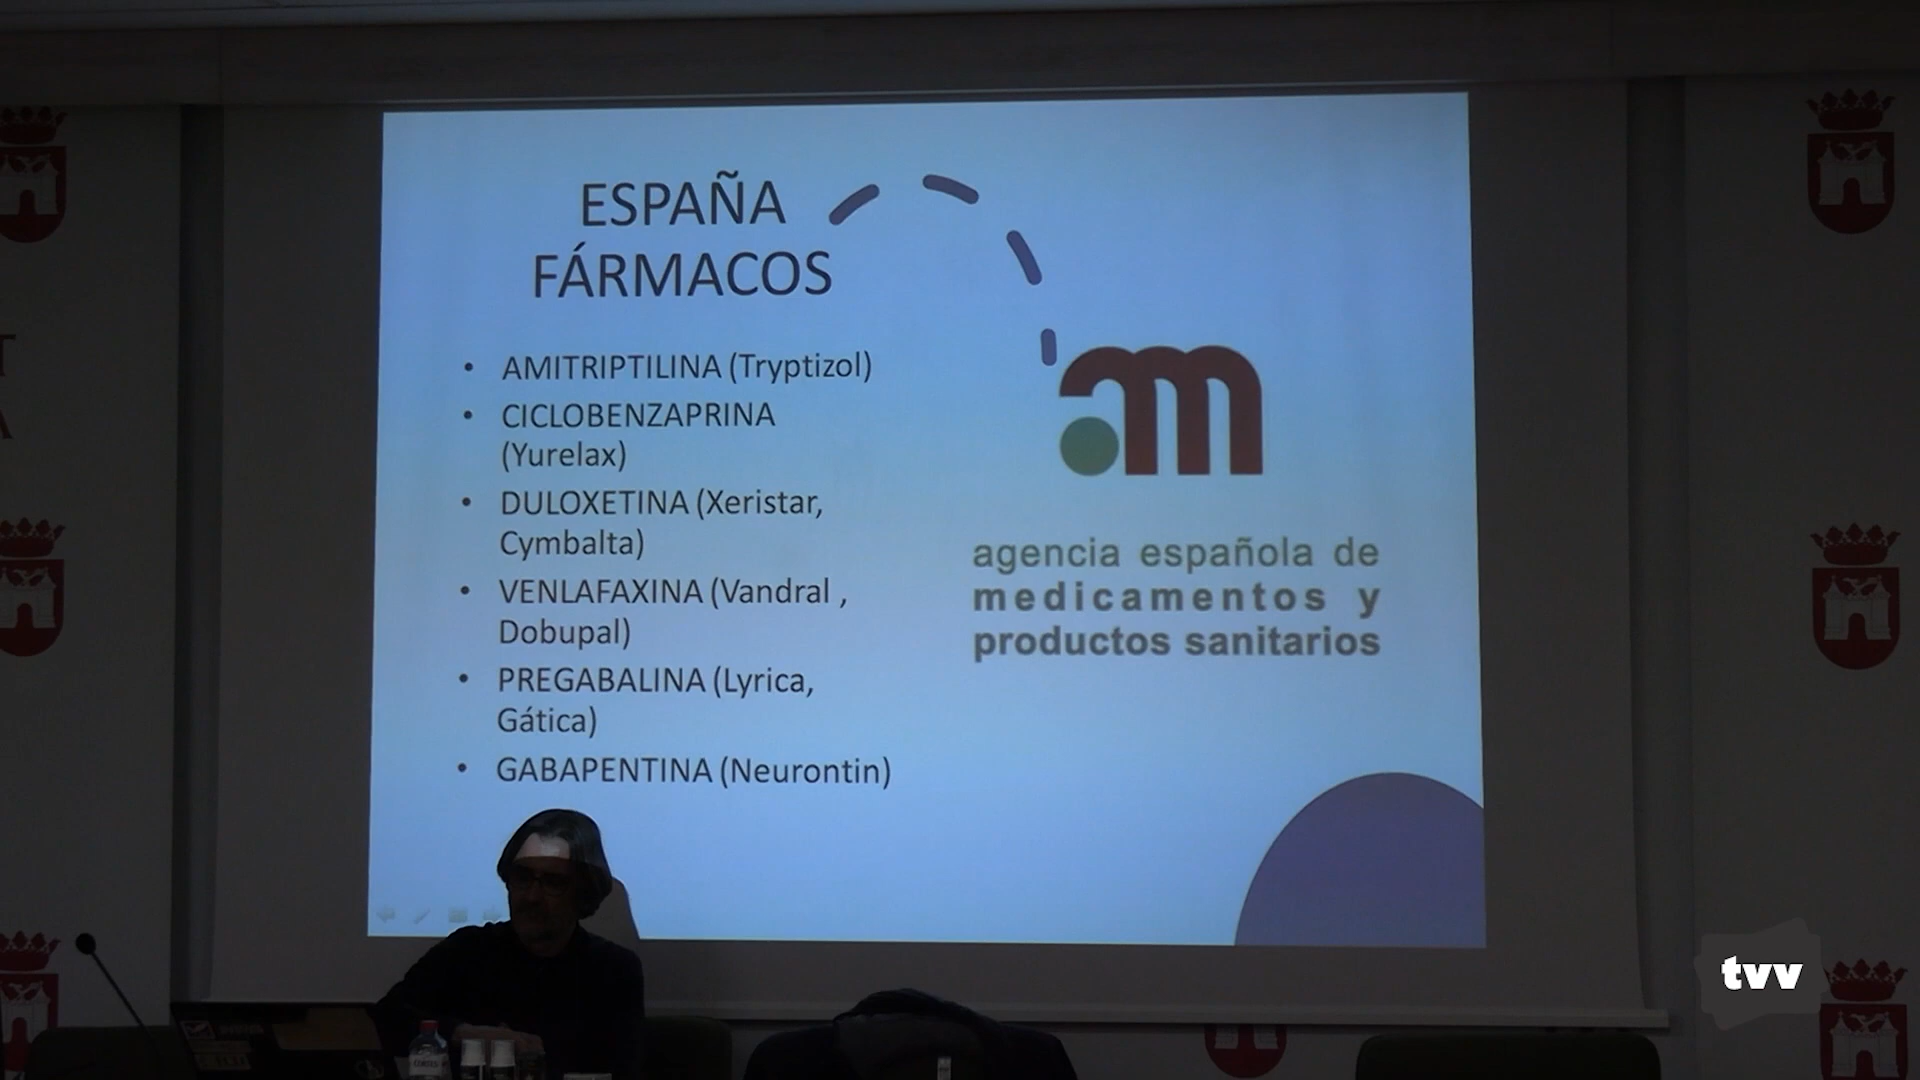 ESPAÑA
FÁRMACOS
• AMITRIPTILINA (Tryptizol)
• CICLOBENZAPRINA
(Yurelax)
• DULOXETINA (Xeristar,
Cymbalta)
• VENLAFAXINA (Vandral ,
Dobupal)
• PREGABALINA (Lyrica,
Gática)
• GABAPENTINA (Neurontin)
am
agencia española de
medicamentos y
productos sanitarios
T
A
tvv